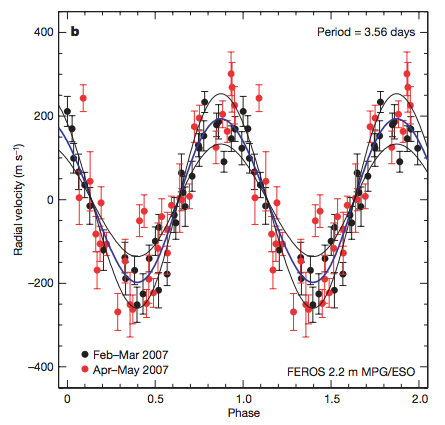 b
Period = 3.56 days
400
200
0
−200
−400
Radial velocity (m s⁻¹)
Feb–Mar 2007
Apr–May 2007
FEROS 2.2 m MPG/ESO
0 0.5 1.0 1.5 2.0
Phase